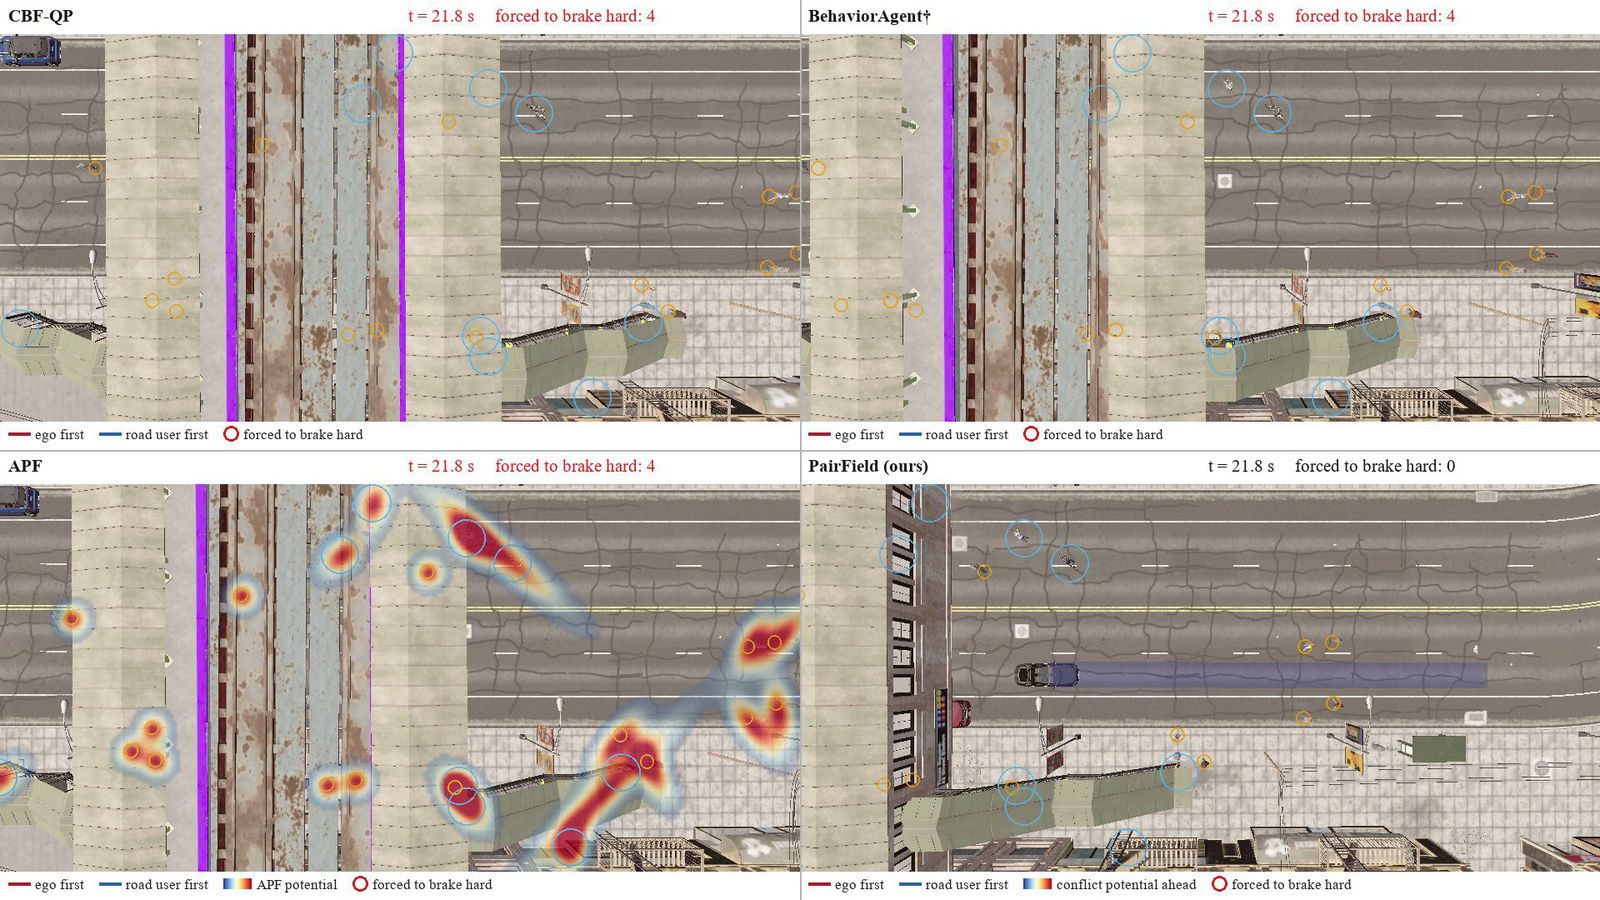 CBF-QP t = 21.8 s forced to brake hard: 4
BehaviorAgent† t = 21.8 s forced to brake hard: 4
ego first road user first forced to brake hard
ego first road user first forced to brake hard
APF t = 21.8 s forced to brake hard: 4
PairField (ours) t = 21.8 s forced to brake hard: 0
ego first road user first APF potential forced to brake hard
ego first road user first conflict potential ahead forced to brake hard